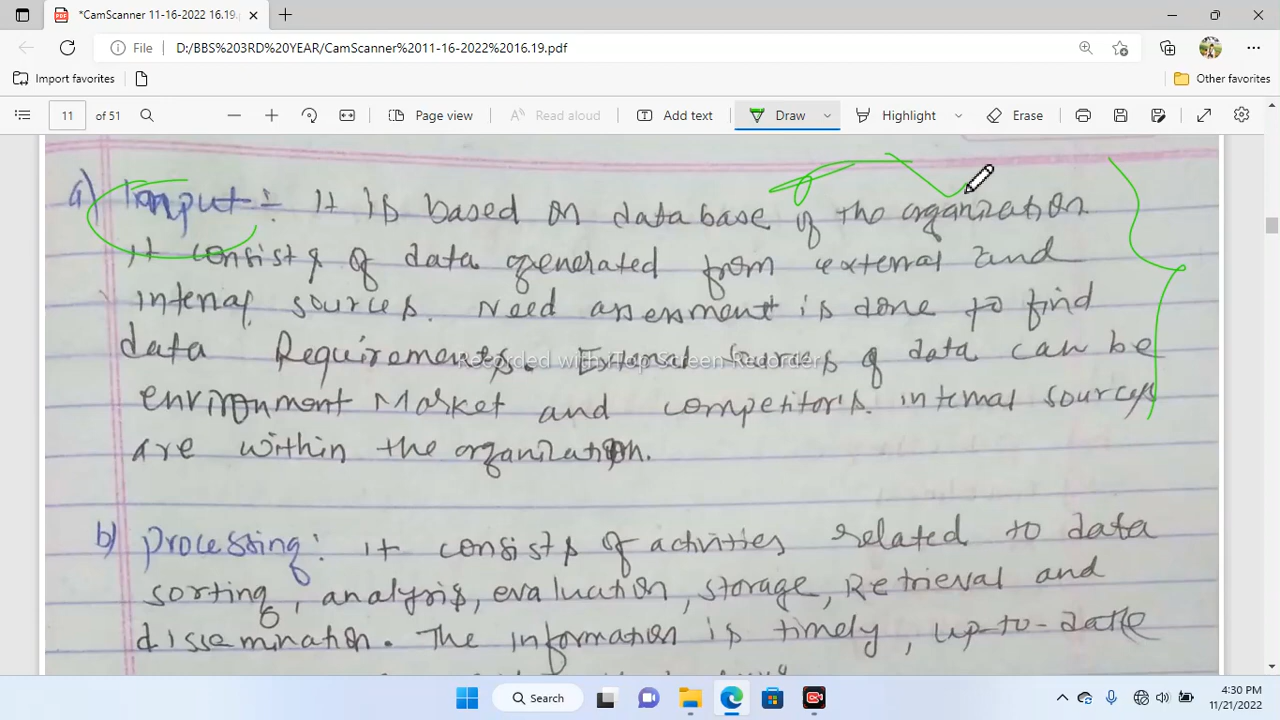 *CamScanner 11-16-2022 16.19.p
File D:/BBS%203RD%20YEAR/CamScanner%2011-16-2022%2016.19.pdf
Import favorites
Other favorites
11 of 51
Page view
Read aloud
Add text
Draw
Highlight
Erase
a) Input :- It is based on database of the organization
It consists of data generated from external and
internal sources. Need assessment is done to find
data Requirements. External sources of data can be
Recorded with iTop Screen Recorder
environment Market and competitor's. internal sources
are within the organization.
b) Processing : it consists of activities related to data
sorting, analysis, evaluation, storage, Retrieval and
dissemination. The information is timely, up-to-date
Search
4:30 PM
11/21/2022